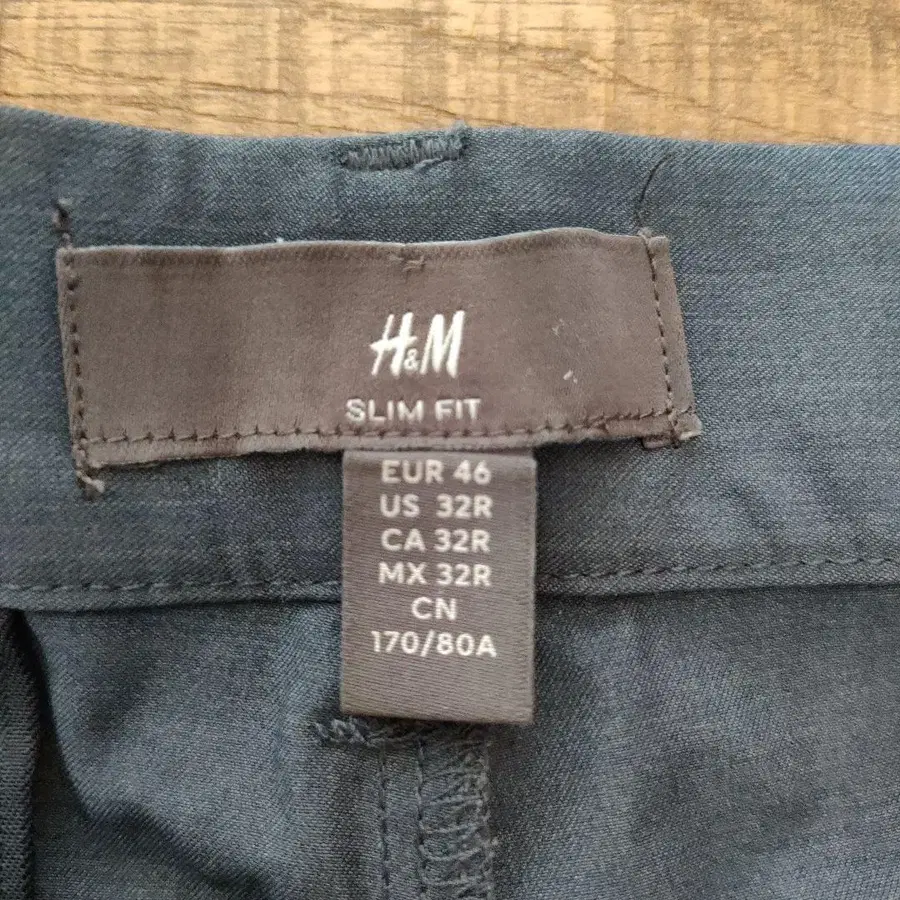 H&M
SLIM FIT
EUR 46
US 32R
CA 32R
MX 32R
CN
170/80A